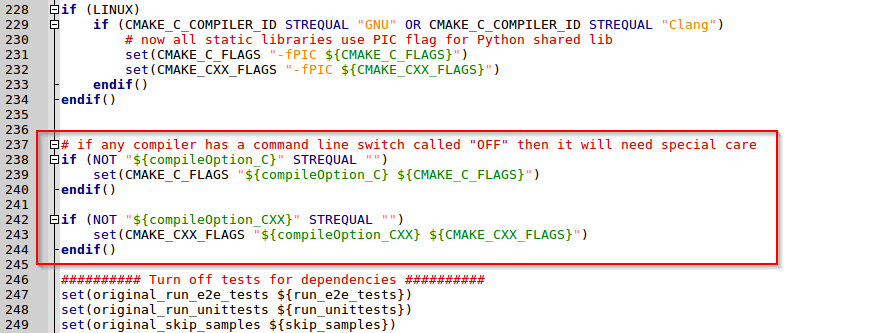 228 if (LINUX)
229     if (CMAKE_C_COMPILER_ID STREQUAL "GNU" OR CMAKE_C_COMPILER_ID STREQUAL "Clang")
230         # now all static libraries use PIC flag for Python shared lib
231         set(CMAKE_C_FLAGS "-fPIC ${CMAKE_C_FLAGS}")
232         set(CMAKE_CXX_FLAGS "-fPIC ${CMAKE_CXX_FLAGS}")
233     endif()
234 endif()
235
236
237 # if any compiler has a command line switch called "OFF" then it will need special care
238 if (NOT "${compileOption_C}" STREQUAL "")
239     set(CMAKE_C_FLAGS "${compileOption_C} ${CMAKE_C_FLAGS}")
240 endif()
241
242 if (NOT "${compileOption_CXX}" STREQUAL "")
243     set(CMAKE_CXX_FLAGS "${compileOption_CXX} ${CMAKE_CXX_FLAGS}")
244 endif()
245
246 ########## Turn off tests for dependencies ##########
247 set(original_run_e2e_tests ${run_e2e_tests})
248 set(original_run_unittests ${run_unittests})
249 set(original_skip_samples ${skip_samples})